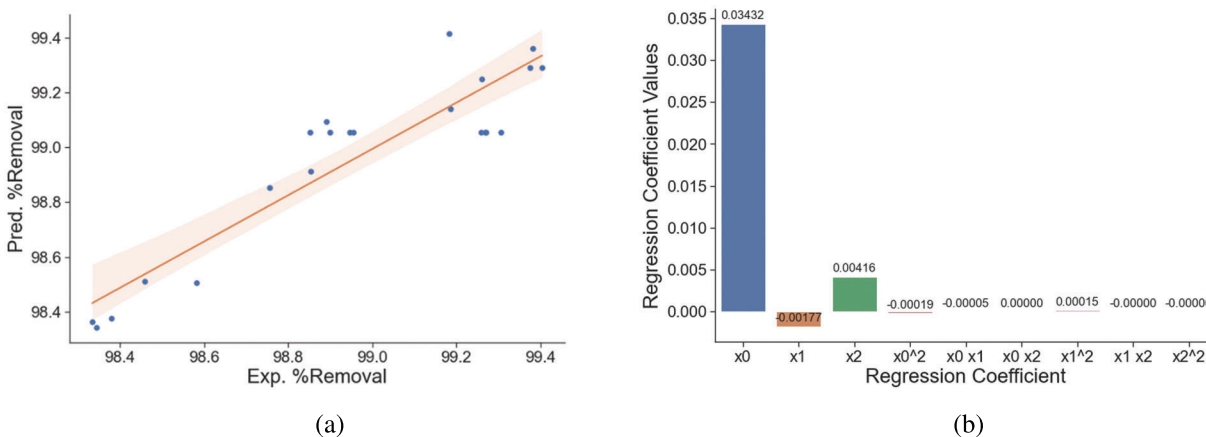 99.4
99.2
99.0
98.8
98.6
98.4
Pred. %Removal
98.4 98.6 98.8 99.0 99.2 99.4
Exp. %Removal
(a)
0.035
0.030
0.025
0.020
0.015
0.010
0.005
0.000
Regression Coefficient Values
0.03432
-0.00177
0.00416
-0.00019
-0.00005
0.00000
0.00015
-0.00000
-0.0000
x0 x1 x2 x0^2 x0 x1 x0 x2 x1^2 x1 x2 x2^2
Regression Coefficient
(b)